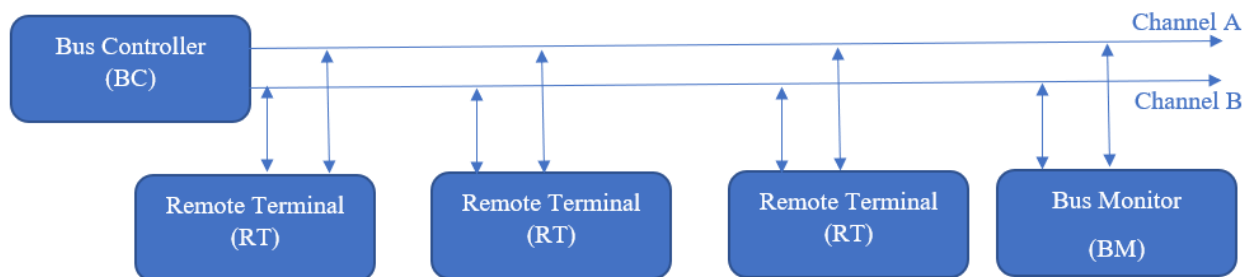 Bus Controller
(BC)
Channel A
Channel B
Remote Terminal
(RT)
Remote Terminal
(RT)
Remote Terminal
(RT)
Bus Monitor
(BM)